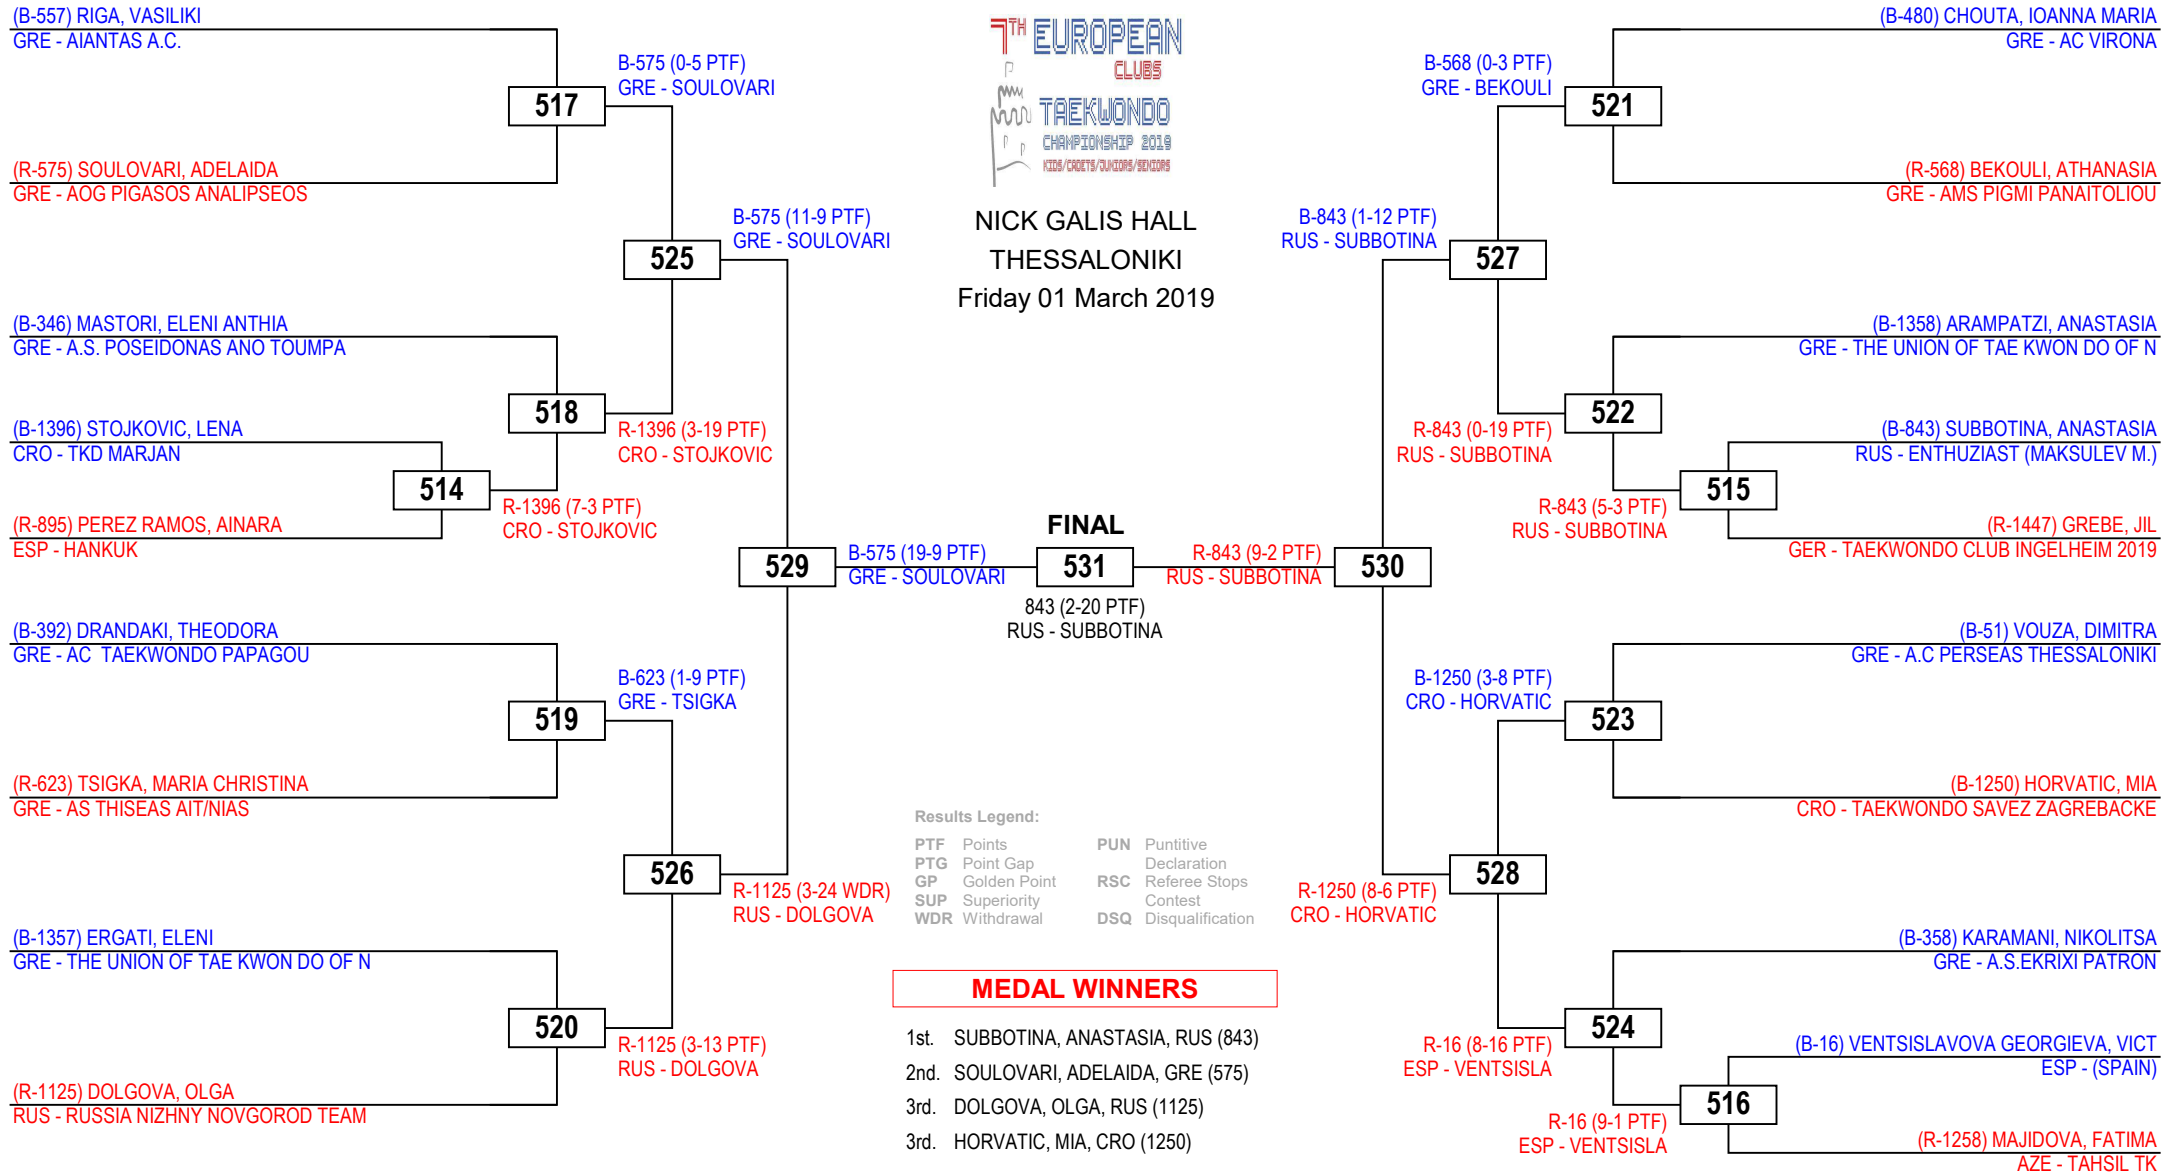 (B-557) RIGA, VASILIKI
GRE - AIANTAS A.C.
B-575 (0-5 PTF)
GRE - SOULOVARI
517
(R-575) SOULOVARI, ADELAIDA
GRE - AOG PIGASOS ANALIPSEOS
B-575 (11-9 PTF)
GRE - SOULOVARI
525
(B-346) MASTORI, ELENI ANTHIA
GRE - A.S. POSEIDONAS ANO TOUMPA
518
(B-1396) STOJKOVIC, LENA
CRO - TKD MARJAN
R-1396 (3-19 PTF)
CRO - STOJKOVIC
514
R-1396 (7-3 PTF)
CRO - STOJKOVIC
(R-895) PEREZ RAMOS, AINARA
ESP - HANKUK
529
B-575 (19-9 PTF)
GRE - SOULOVARI
(B-392) DRANDAKI, THEODORA
GRE - AC  TAEKWONDO PAPAGOU
B-623 (1-9 PTF)
GRE - TSIGKA
519
(R-623) TSIGKA, MARIA CHRISTINA
GRE - AS THISEAS AIT/NIAS
526
R-1125 (3-24 WDR)
RUS - DOLGOVA
(B-1357) ERGATI, ELENI
GRE - THE UNION OF TAE KWON DO OF N
520
R-1125 (3-13 PTF)
RUS - DOLGOVA
(R-1125) DOLGOVA, OLGA
RUS - RUSSIA NIZHNY NOVGOROD TEAM
7TH EUROPEAN
CLUBS
TAEKWONDO
CHAMPIONSHIP 2019
KIDS/CADETS/JUNIORS/SENIORS
NICK GALIS HALL
THESSALONIKI
Friday 01 March 2019
FINAL
531
843 (2-20 PTF)
RUS - SUBBOTINA
Results Legend:
PTF Points
PTG Point Gap
GP Golden Point
SUP Superiority
WDR Withdrawal
PUN Puntitive
Declaration
RSC Referee Stops
Contest
DSQ Disqualification
MEDAL WINNERS
1st. SUBBOTINA, ANASTASIA, RUS (843)
2nd. SOULOVARI, ADELAIDA, GRE (575)
3rd. DOLGOVA, OLGA, RUS (1125)
3rd. HORVATIC, MIA, CRO (1250)
(B-480) CHOUTA, IOANNA MARIA
GRE - AC VIRONA
B-568 (0-3 PTF)
GRE - BEKOULI
521
(R-568) BEKOULI, ATHANASIA
GRE - AMS PIGMI PANAITOLIOU
B-843 (1-12 PTF)
RUS - SUBBOTINA
527
(B-1358) ARAMPATZI, ANASTASIA
GRE - THE UNION OF TAE KWON DO OF N
522
R-843 (0-19 PTF)
RUS - SUBBOTINA
(B-843) SUBBOTINA, ANASTASIA
RUS - ENTHUZIAST (MAKSULEV M.)
515
R-843 (5-3 PTF)
RUS - SUBBOTINA
(R-1447) GREBE, JIL
GER - TAEKWONDO CLUB INGELHEIM 2019
R-843 (9-2 PTF)
RUS - SUBBOTINA
530
(B-51) VOUZA, DIMITRA
GRE - A.C PERSEAS THESSALONIKI
B-1250 (3-8 PTF)
CRO - HORVATIC
523
(B-1250) HORVATIC, MIA
CRO - TAEKWONDO SAVEZ ZAGREBACKE
528
R-1250 (8-6 PTF)
CRO - HORVATIC
(B-358) KARAMANI, NIKOLITSA
GRE - A.S.EKRIXI PATRON
524
R-16 (8-16 PTF)
ESP - VENTSISLA
(B-16) VENTSISLAVOVA GEORGIEVA, VICT
ESP - (SPAIN)
516
R-16 (9-1 PTF)
ESP - VENTSISLA
(R-1258) MAJIDOVA, FATIMA
AZE - TAHSIL TK